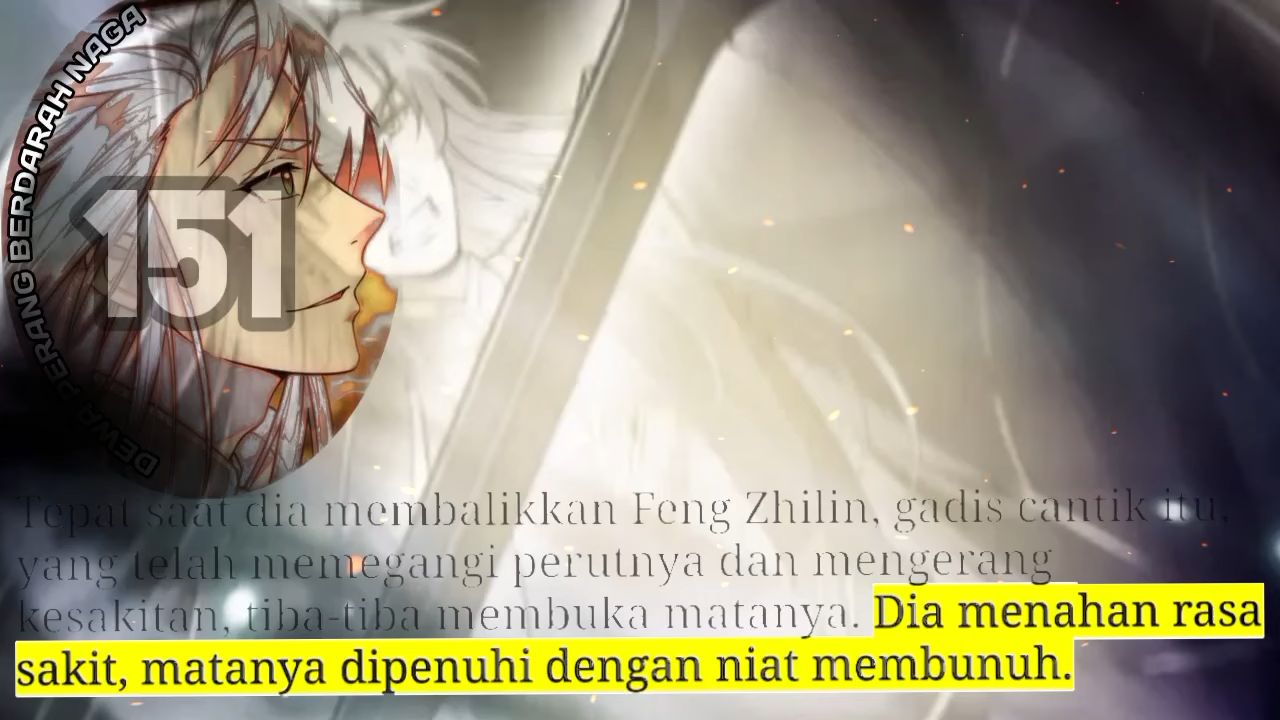 DEWA PERANG BERDARAH NAGA
151
Tepat saat dia membalikkan Feng Zhilin, gadis cantik itu,
yang telah memegangi perutnya dan mengerang
kesakitan, tiba-tiba membuka matanya. Dia menahan rasa
sakit, matanya dipenuhi dengan niat membunuh.